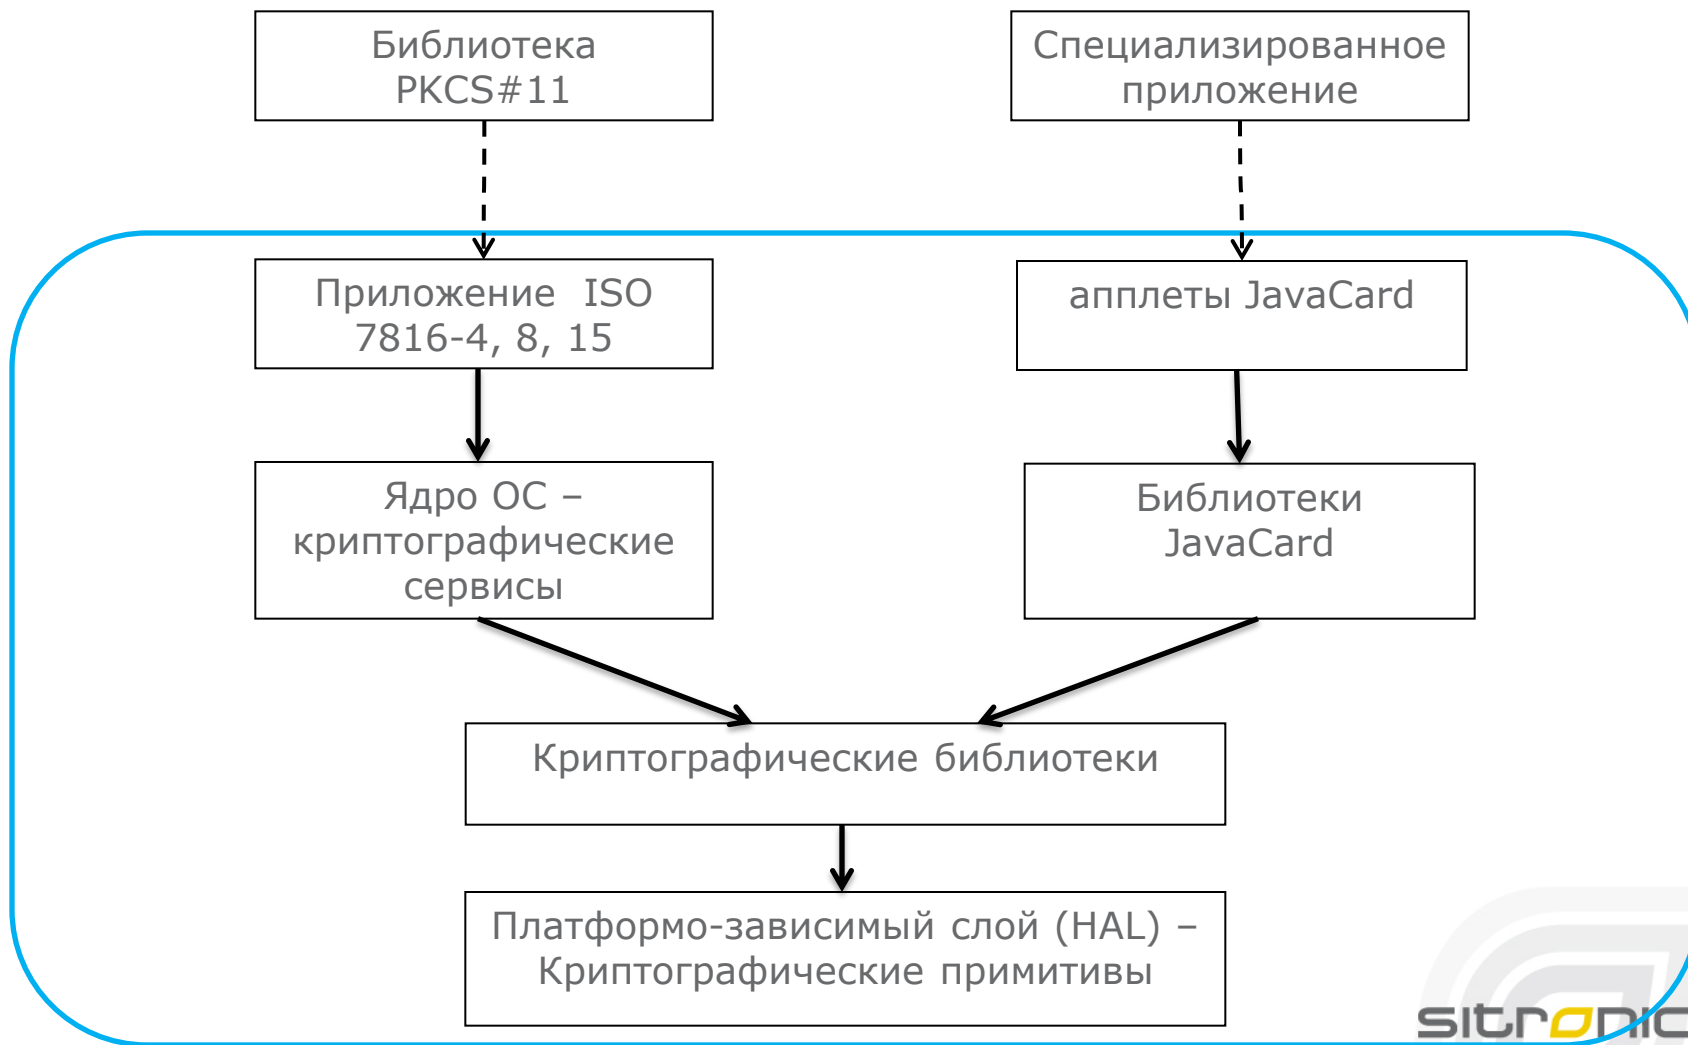 Библиотека
PKCS#11
Специализированное
приложение
Приложение  ISO
7816-4, 8, 15
апплеты JavaCard
Ядро ОС –
криптографические
сервисы
Библиотеки
JavaCard
Криптографические библиотеки
Платформо-зависимый слой (HAL) –
Криптографические примитивы
sitronic